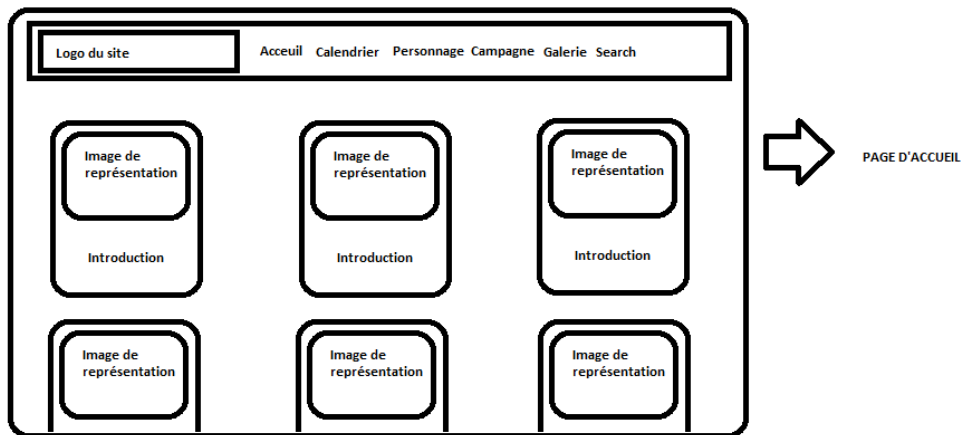 Logo du site
Acceuil Calendrier Personnage Campagne Galerie Search
Image de
représentation
Introduction
Image de
représentation
Introduction
Image de
représentation
Introduction
PAGE D'ACCUEIL
Image de
représentation
Image de
représentation
Image de
représentation